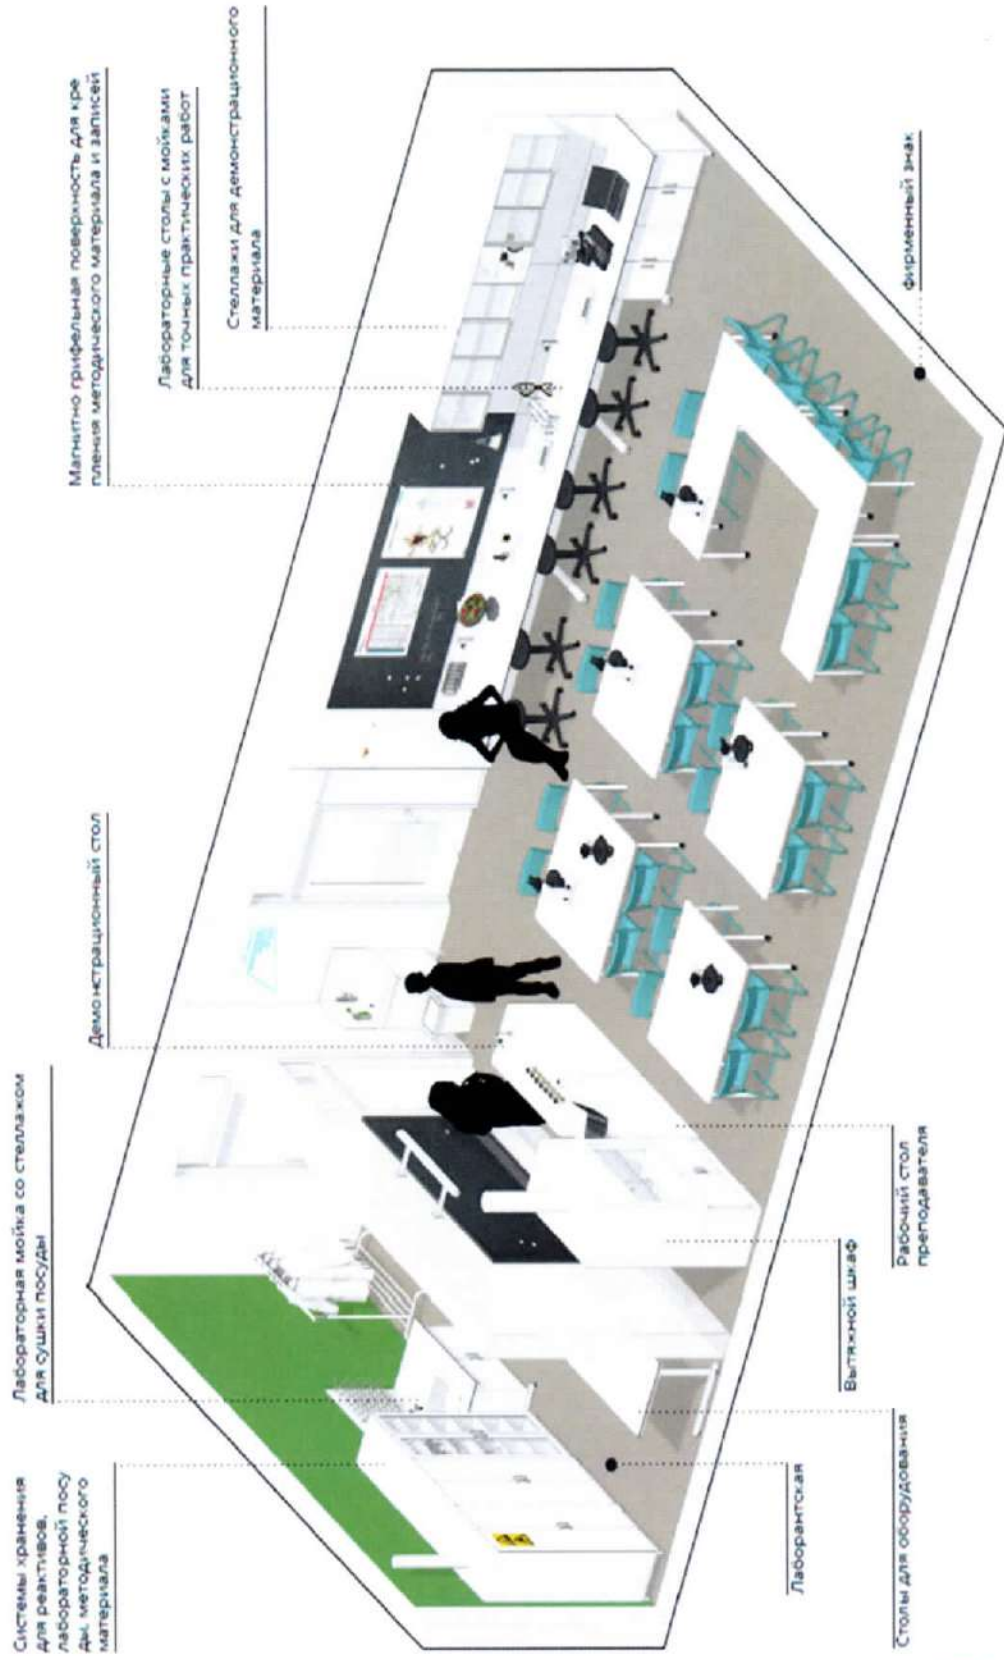 Системы хранения
для реактивов,
лабораторной посу
ды, методического
материала
Лабораторная мойка со стеллажом
для сушки посуды
Демонстрационный стол
Магнитно грифельная поверхность для кре
пления методического материала и записей
Лабораторные столы с мойками
для точных практических работ
Стеллажи для демонстрационного
материала
Столы для оборудования
Лаборантская
Вытяжной шкаф
Рабочий стол
преподавателя
Фирменный знак